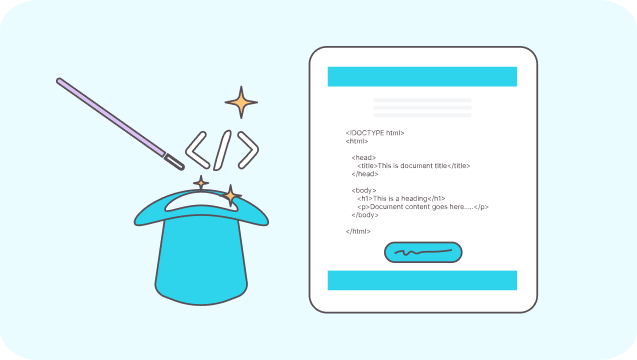 </>
<!DOCTYPE html>
<html>
<head>
<title>This is document title</title>
</head>
<body>
<h1>This is a heading</h1>
<p>Document content goes here.....</p>
</body>
</html>